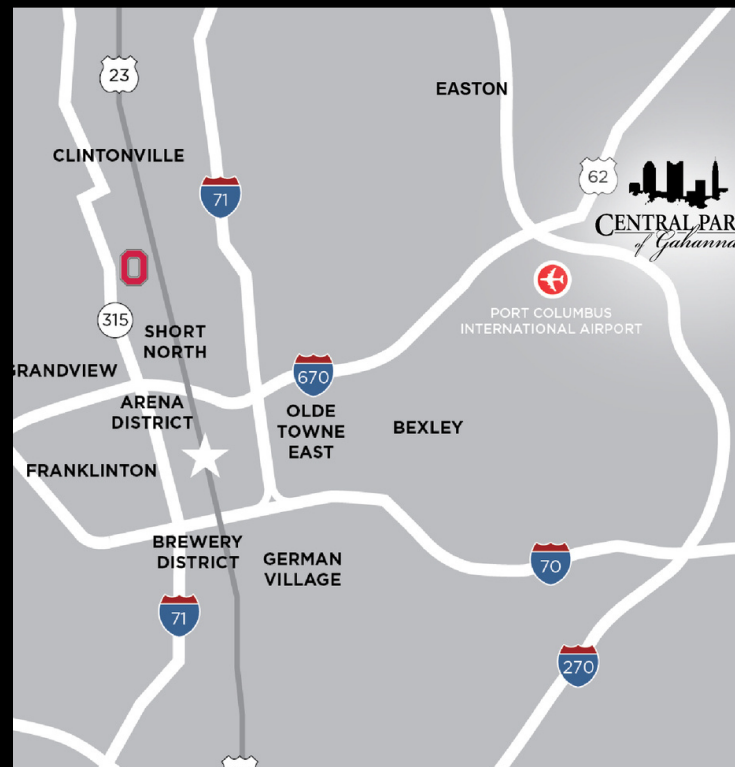 23
EASTON
CLINTONVILLE
62
71
CENTRAL PAR
of Gahanna
O
PORT COLUMBUS
INTERNATIONAL AIRPORT
315
SHORT
NORTH
GRANDVIEW
670
ARENA
DISTRICT
OLDE
TOWNE
EAST
BEXLEY
FRANKLINTON
BREWERY
DISTRICT
GERMAN
VILLAGE
70
71
270